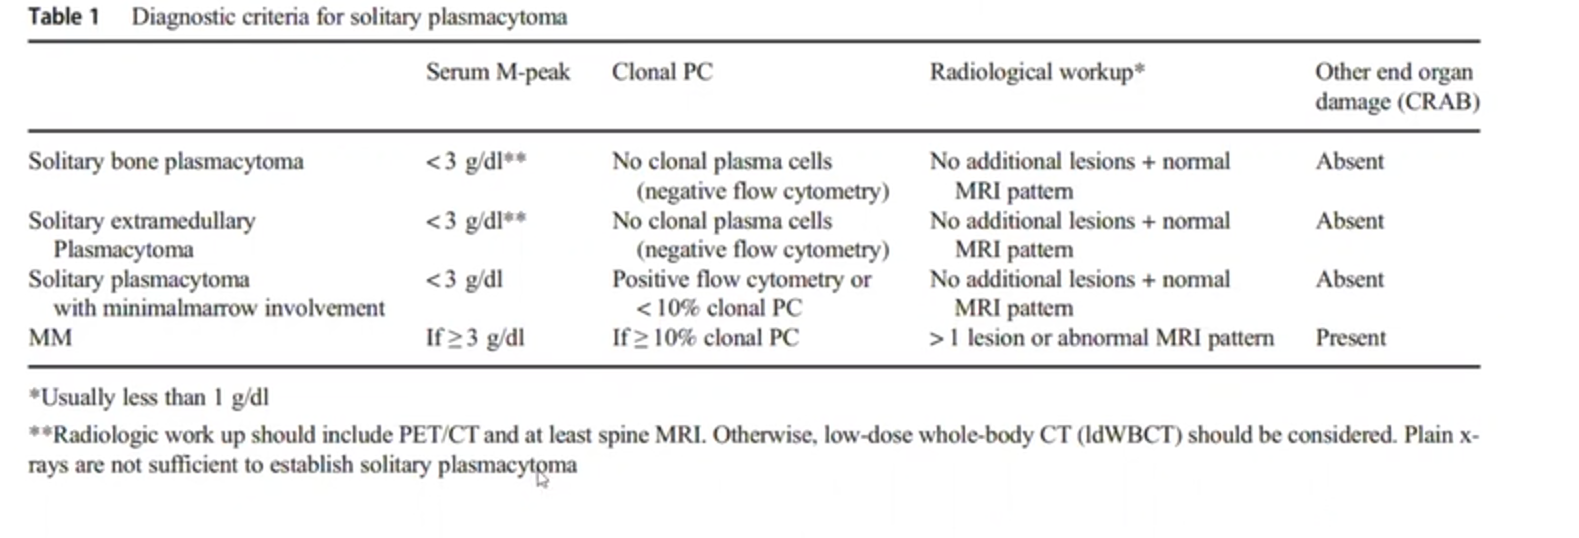 Table 1 Diagnostic criteria for solitary plasmacytoma
Serum M-peak Clonal PC Radiological workup* Other end organ
damage (CRAB)
Solitary bone plasmacytoma <3 g/dl** No clonal plasma cells No additional lesions + normal Absent
(negative flow cytometry) MRI pattern
Solitary extramedullary <3 g/dl** No clonal plasma cells No additional lesions + normal Absent
Plasmacytoma (negative flow cytometry) MRI pattern
Solitary plasmacytoma <3 g/dl Positive flow cytometry or No additional lesions + normal Absent
with minimalmarrow involvement <10% clonal PC MRI pattern
MM If ≥3 g/dl If ≥10% clonal PC >1 lesion or abnormal MRI pattern Present
*Usually less than 1 g/dl
**Radiologic work up should include PET/CT and at least spine MRI. Otherwise, low-dose whole-body CT (ldWBCT) should be considered. Plain x-
rays are not sufficient to establish solitary plasmacytoma